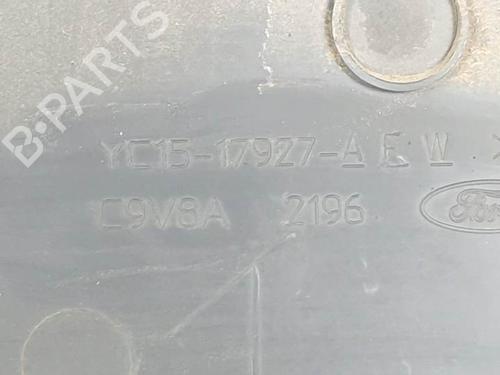 B-PARTS
YC15-17927-A E W
C9V8A 2196
Ford